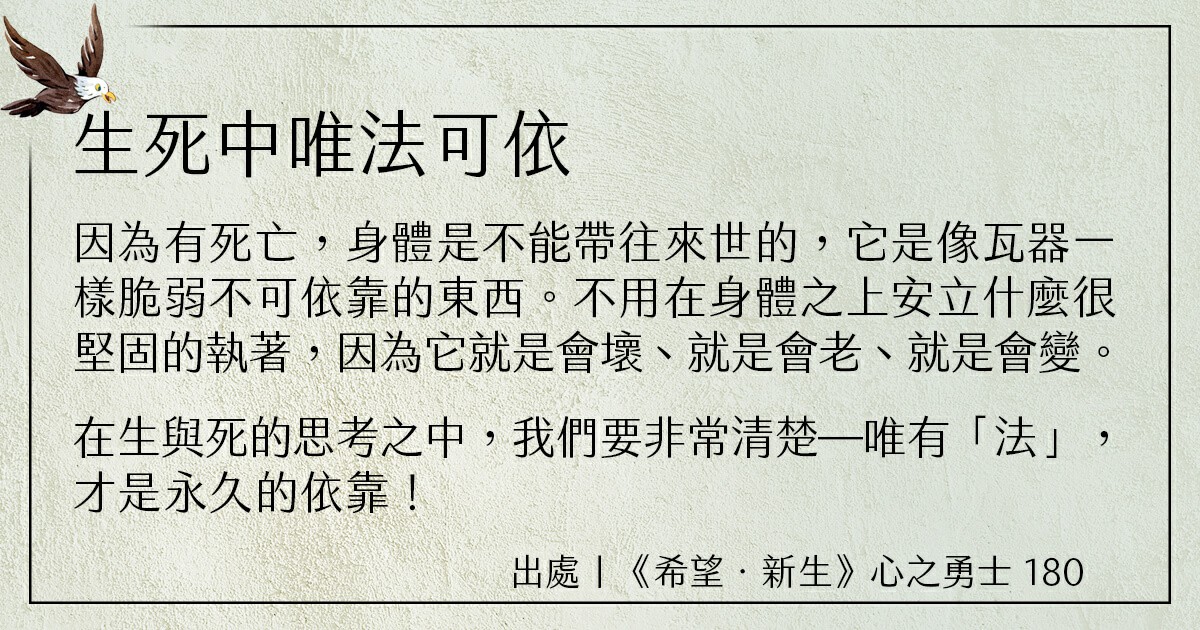 生死中唯法可依
因為有死亡，身體是不能帶往來世的，它是像瓦器一
樣脆弱不可依靠的東西。不用在身體之上安立什麼很
堅固的執著，因為它就是會壞、就是會老、就是會變。
在生與死的思考之中，我們要非常清楚—唯有「法」，
才是永久的依靠！
出處｜《希望．新生》心之勇士 180